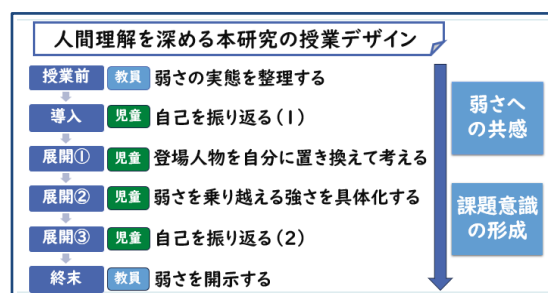 人間理解を深める本研究の授業デザイン
授業前 教員 弱さの実態を整理する
導入 児童 自己を振り返る(1)
展開① 児童 登場人物を自分に置き換えて考える
展開② 児童 弱さを乗り越える強さを具体化する
展開③ 児童 自己を振り返る(2)
終末 教員 弱さを開示する
弱さへ
の共感
課題意識
の形成